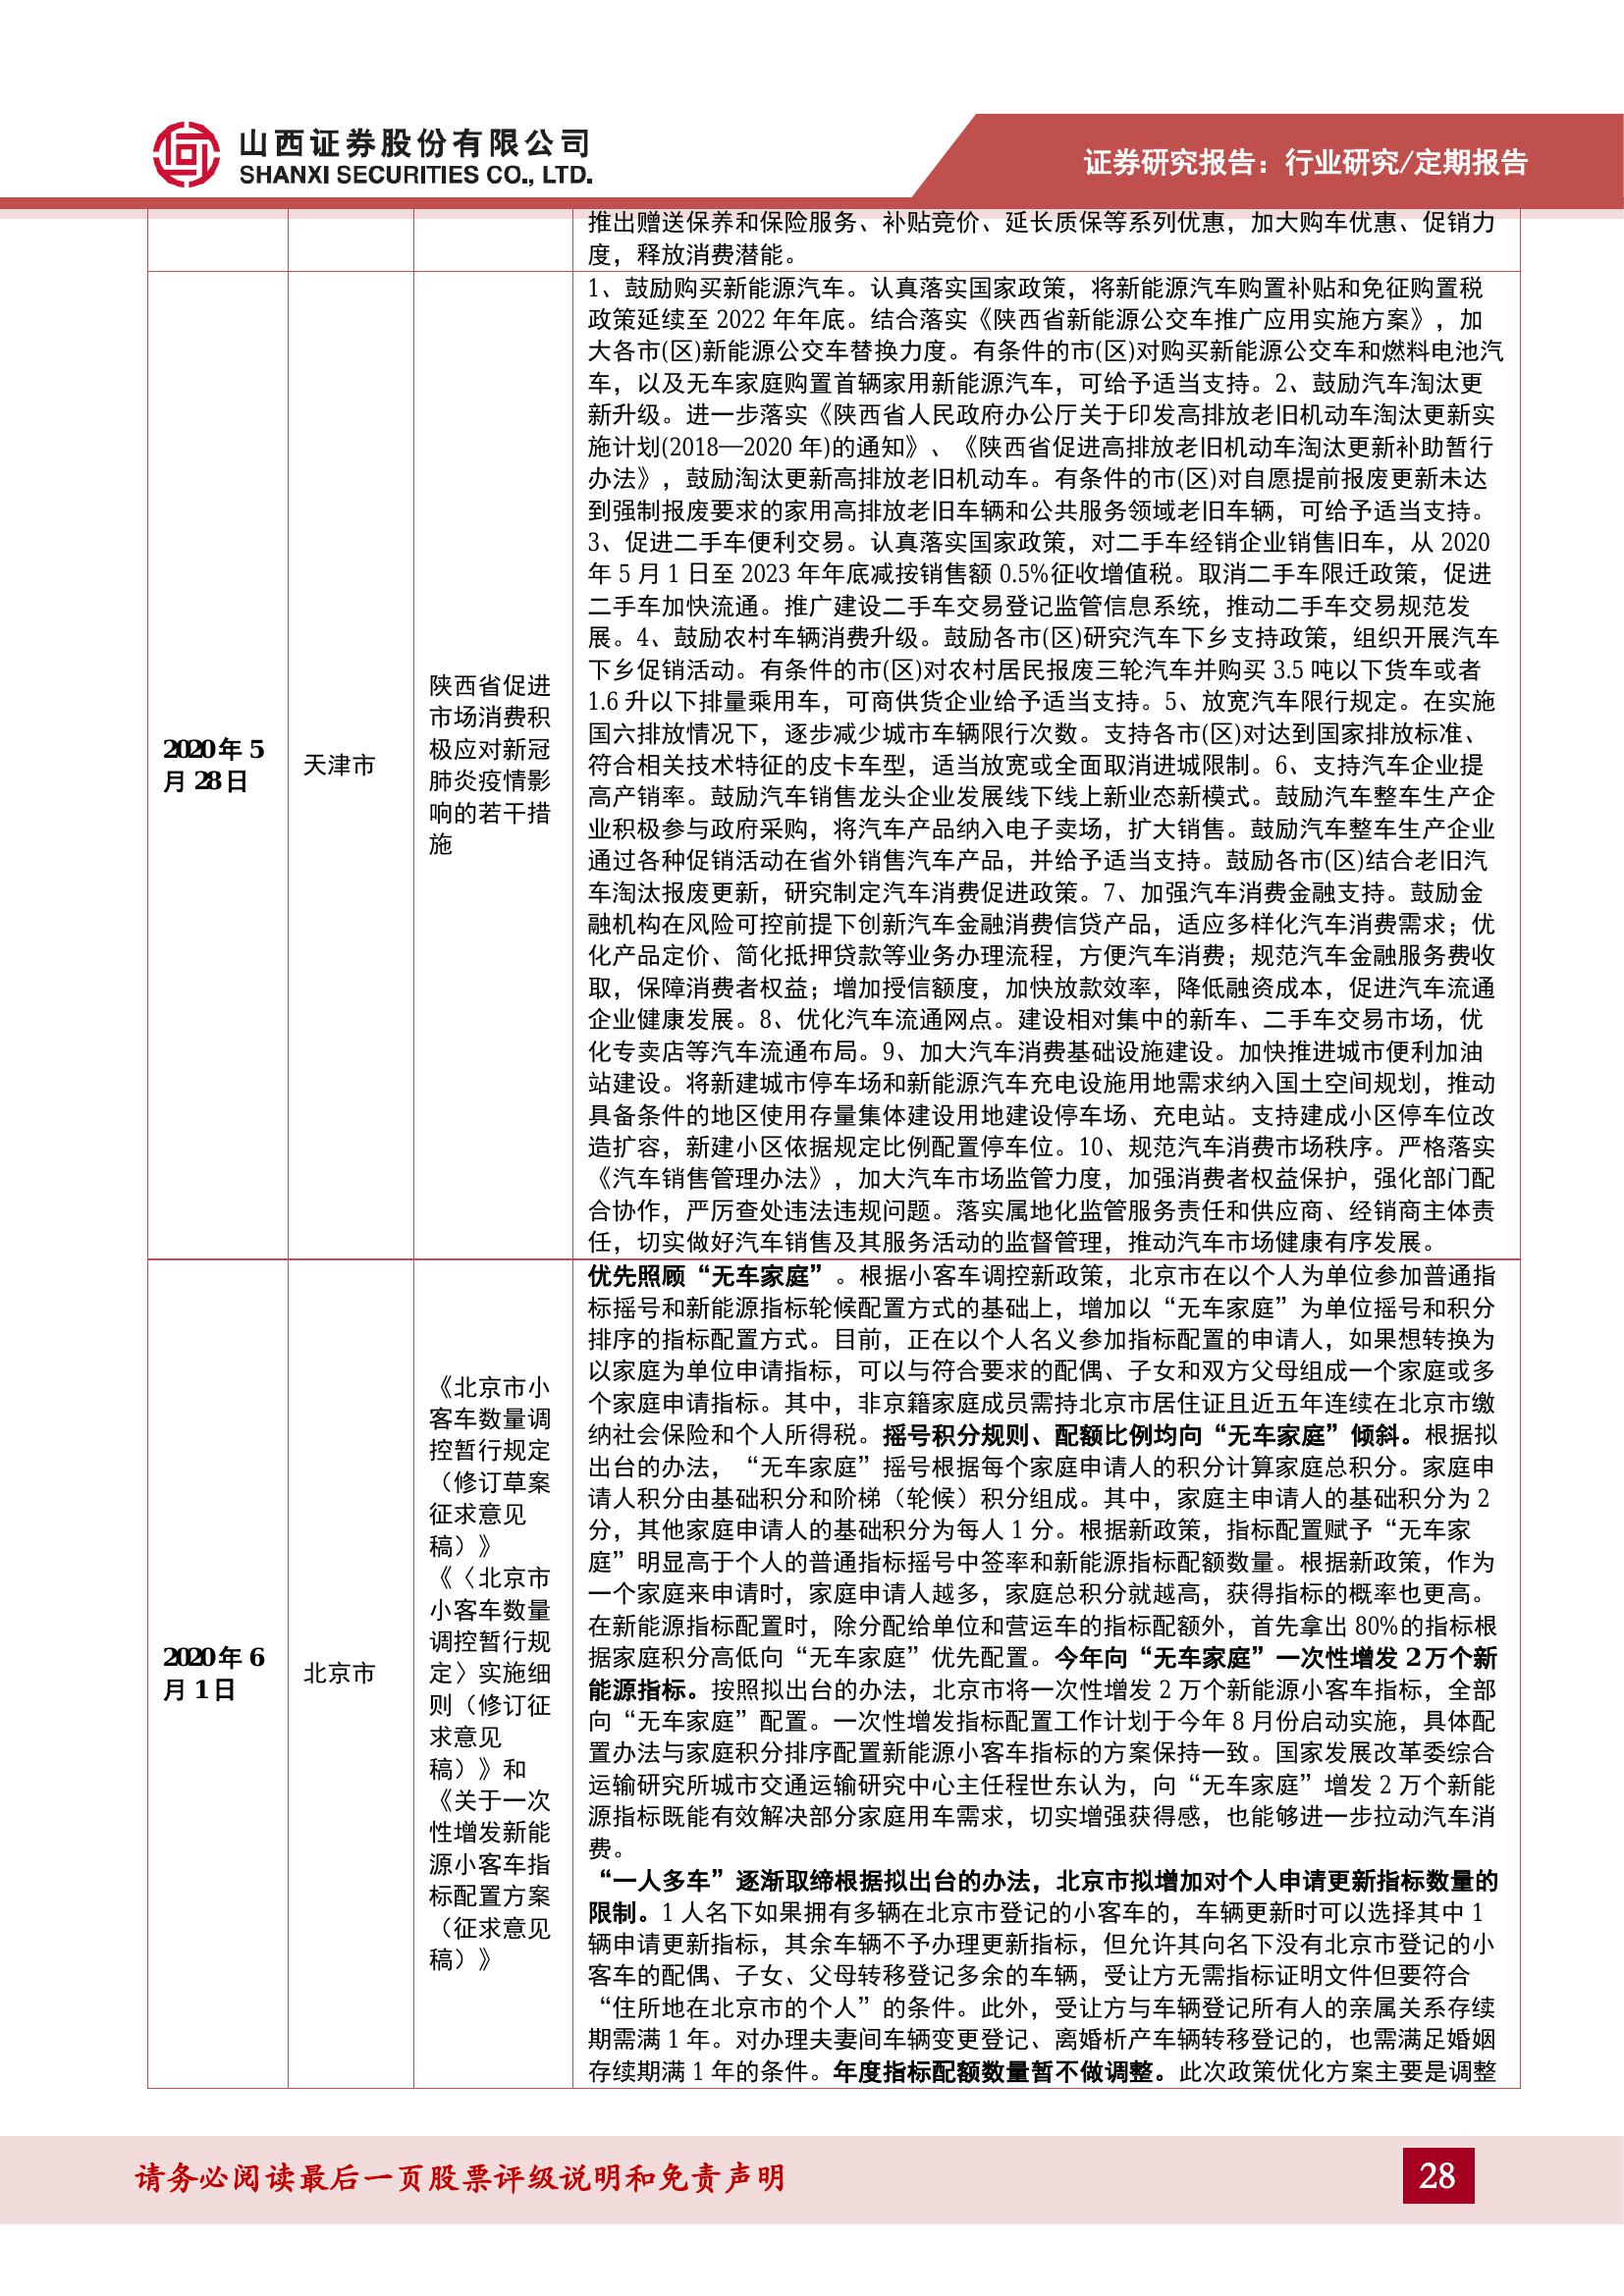 山西证券股份有限公司
SHANXI SECURITIES CO., LTD.
证券研究报告：行业研究/定期报告
推出赠送保养和保险服务、补贴竞价、延长质保等系列优惠，加大购车优惠、促销力
度，释放消费潜能。
2020 年 5
月 28 日
天津市
陕西省促进
市场消费积
极应对新冠
肺炎疫情影
响的若干措
施
1、鼓励购买新能源汽车。认真落实国家政策，将新能源汽车购置补贴和免征购置税
政策延续至 2022 年年底。结合落实《陕西省新能源公交车推广应用实施方案》，加
大各市(区)新能源公交车替换力度。有条件的市(区)对购买新能源公交车和燃料电池汽
车，以及无车家庭购置首辆家用新能源汽车，可给予适当支持。2、鼓励汽车淘汰更
新升级。进一步落实《陕西省人民政府办公厅关于印发高排放老旧机动车淘汰更新实
施计划(2018—2020 年)的通知》、《陕西省促进高排放老旧机动车淘汰更新补助暂行
办法》，鼓励淘汰更新高排放老旧机动车。有条件的市(区)对自愿提前报废更新未达
到强制报废要求的家用高排放老旧车辆和公共服务领域老旧车辆，可给予适当支持。
3、促进二手车便利交易。认真落实国家政策，对二手车经销企业销售旧车，从 2020
年 5 月 1 日至 2023 年年底减按销售额 0.5%征收增值税。取消二手车限迁政策，促进
二手车加快流通。推广建设二手车交易登记监管信息系统，推动二手车交易规范发
展。4、鼓励农村车辆消费升级。鼓励各市(区)研究汽车下乡支持政策，组织开展汽车
下乡促销活动。有条件的市(区)对农村居民报废三轮汽车并购买 3.5 吨以下货车或者
1.6 升以下排量乘用车，可商供货企业给予适当支持。5、放宽汽车限行规定。在实施
国六排放情况下，逐步减少城市车辆限行次数。支持各市(区)对达到国家排放标准、
符合相关技术特征的皮卡车型，适当放宽或全面取消进城限制。6、支持汽车企业提
高产销率。鼓励汽车销售龙头企业发展线下线上新业态新模式。鼓励汽车整车生产企
业积极参与政府采购，将汽车产品纳入电子卖场，扩大销售。鼓励汽车整车生产企业
通过各种促销活动在省外销售汽车产品，并给予适当支持。鼓励各市(区)结合老旧汽
车淘汰报废更新，研究制定汽车消费促进政策。7、加强汽车消费金融支持。鼓励金
融机构在风险可控前提下创新汽车金融消费信贷产品，适应多样化汽车消费需求；优
化产品定价、简化抵押贷款等业务办理流程，方便汽车消费；规范汽车金融服务费收
取，保障消费者权益；增加授信额度，加快放款效率，降低融资成本，促进汽车流通
企业健康发展。8、优化汽车流通网点。建设相对集中的新车、二手车交易市场，优
化专卖店等汽车流通布局。9、加大汽车消费基础设施建设。加快推进城市便利加油
站建设。将新建城市停车场和新能源汽车充电设施用地需求纳入国土空间规划，推动
具备条件的地区使用存量集体建设用地建设停车场、充电站。支持建成小区停车位改
造扩容，新建小区依据规定比例配置停车位。10、规范汽车消费市场秩序。严格落实
《汽车销售管理办法》，加大汽车市场监管力度，加强消费者权益保护，强化部门配
合协作，严厉查处违法违规问题。落实属地化监管服务责任和供应商、经销商主体责
任，切实做好汽车销售及其服务活动的监督管理，推动汽车市场健康有序发展。
2020 年 6
月 1 日
北京市
《北京市小
客车数量调
控暂行规定
（修订草案
征求意见
稿）》
《〈北京市
小客车数量
调控暂行规
定〉实施细
则（修订征
求意见
稿）》和
《关于一次
性增发新能
源小客车指
标配置方案
（征求意见
稿）》
优先照顾“无车家庭”。根据小客车调控新政策，北京市在以个人为单位参加普通指
标摇号和新能源指标轮候配置方式的基础上，增加以“无车家庭”为单位摇号和积分
排序的指标配置方式。目前，正在以个人名义参加指标配置的申请人，如果想转换为
以家庭为单位申请指标，可以与符合要求的配偶、子女和双方父母组成一个家庭或多
个家庭申请指标。其中，非京籍家庭成员需持北京市居住证且近五年连续在北京市缴
纳社会保险和个人所得税。摇号积分规则、配额比例均向“无车家庭”倾斜。根据拟
出台的办法，“无车家庭”摇号根据每个家庭申请人的积分计算家庭总积分。家庭申
请人积分由基础积分和阶梯（轮候）积分组成。其中，家庭主申请人的基础积分为 2
分，其他家庭申请人的基础积分为每人 1 分。根据新政策，指标配置赋予“无车家
庭”明显高于个人的普通指标摇号中签率和新能源指标配额数量。根据新政策，作为
一个家庭来申请时，家庭申请人越多，家庭总积分就越高，获得指标的概率也更高。
在新能源指标配置时，除分配给单位和营运车的指标配额外，首先拿出 80%的指标根
据家庭积分高低向“无车家庭”优先配置。今年向“无车家庭”一次性增发 2 万个新
能源指标。按照拟出台的办法，北京市将一次性增发 2 万个新能源小客车指标，全部
向“无车家庭”配置。一次性增发指标配置工作计划于今年 8 月份启动实施，具体配
置办法与家庭积分排序配置新能源小客车指标的方案保持一致。国家发展改革委综合
运输研究所城市交通运输研究中心主任程世东认为，向“无车家庭”增发 2 万个新能
源指标既能有效解决部分家庭用车需求，切实增强获得感，也能够进一步拉动汽车消
费。
“一人多车”逐渐取缔根据拟出台的办法，北京市拟增加对个人申请更新指标数量的
限制。1 人名下如果拥有多辆在北京市登记的小客车的，车辆更新时可以选择其中 1
辆申请更新指标，其余车辆不予办理更新指标，但允许其向名下没有北京市登记的小
客车的配偶、子女、父母转移登记多余的车辆，受让方无需指标证明文件但要符合
“住所地在北京市的个人”的条件。此外，受让方与车辆登记所有人的亲属关系存续
期需满 1 年。对办理夫妻间车辆变更登记、离婚析产车辆转移登记的，也需满足婚姻
存续期满 1 年的条件。年度指标配额数量暂不做调整。此次政策优化方案主要是调整
请务必阅读最后一页股票评级说明和免责声明
28